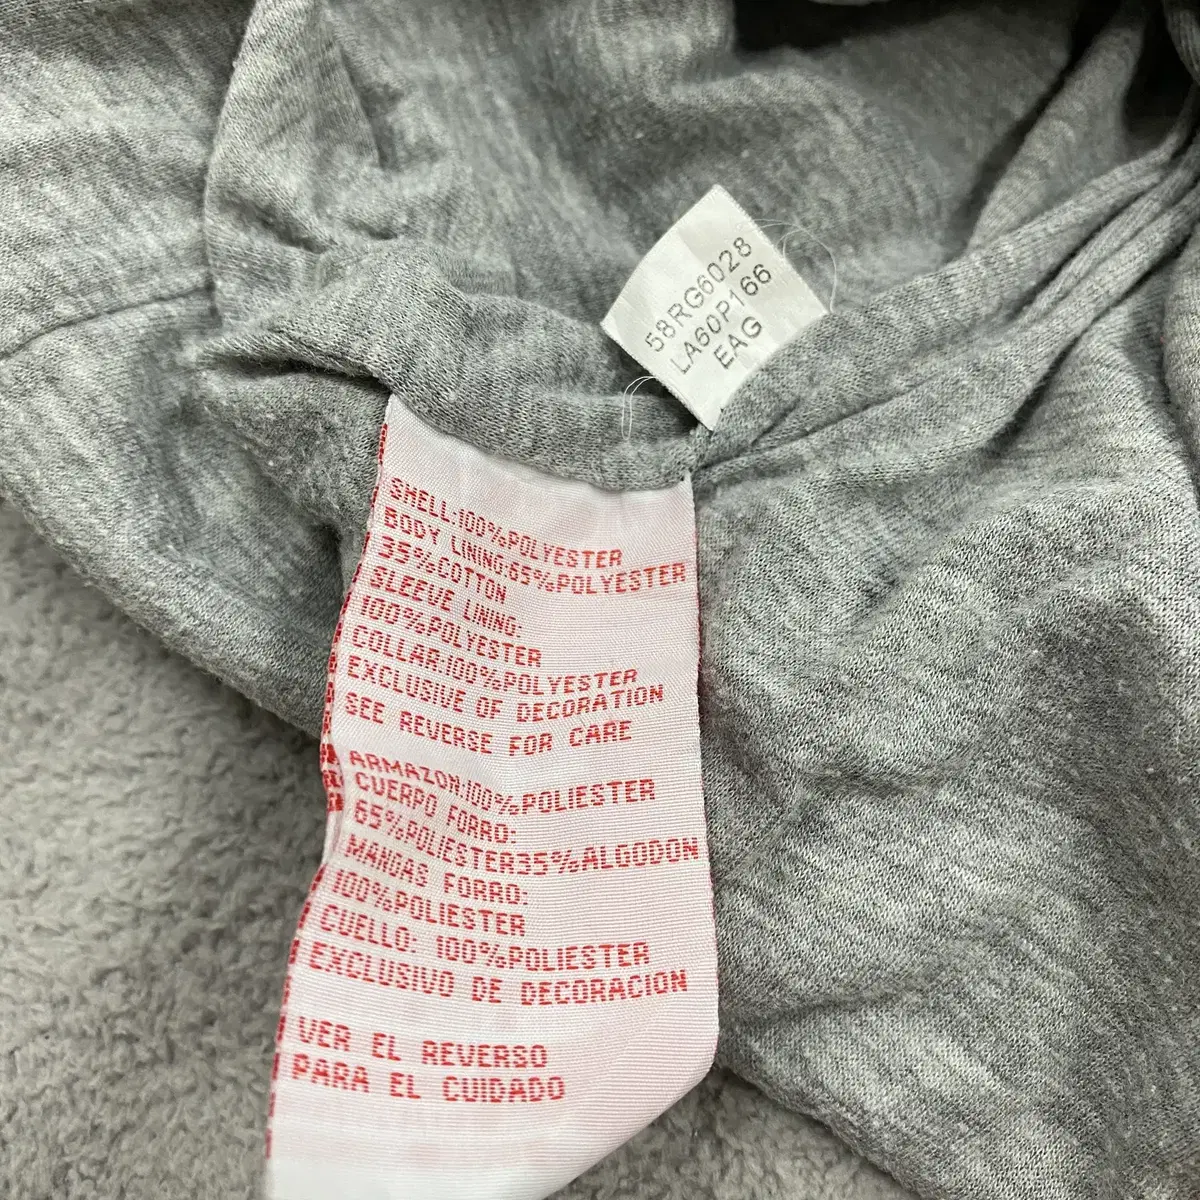 58RG6028
LA60P166
EAG
SHELL:100%POLYESTER
BODY LINING:65%POLYESTER
35%COTTON
SLEEVE LINING:
100%POLYESTER
COLLAR:100%POLYESTER
EXCLUSIVE OF DECORATION
SEE REVERSE FOR CARE
ARMAZON:100%POLIESTER
CUERPO FORRO:
65%POLIESTER35%ALGODON
MANGAS FORRO:
100%POLIESTER
CUELLO: 100%POLIESTER
EXCLUSIVO DE DECORACION
VER EL REVERSO
PARA EL CUIDADO